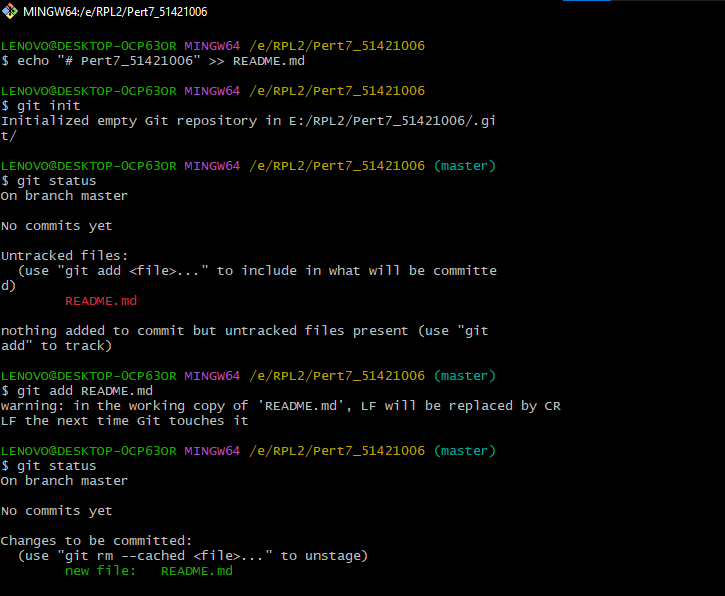 MINGW64:/e/RPL2/Pert7_51421006
LENOVO@DESKTOP-0CP63OR MINGW64 /e/RPL2/Pert7_51421006
$ echo "# Pert7_51421006" >> README.md
LENOVO@DESKTOP-0CP63OR MINGW64 /e/RPL2/Pert7_51421006
$ git init
Initialized empty Git repository in E:/RPL2/Pert7_51421006/.gi
t/
LENOVO@DESKTOP-0CP63OR MINGW64 /e/RPL2/Pert7_51421006 (master)
$ git status
On branch master
No commits yet
Untracked files:
  (use "git add <file>..." to include in what will be committe
d)
        README.md
nothing added to commit but untracked files present (use "git
add" to track)
LENOVO@DESKTOP-0CP63OR MINGW64 /e/RPL2/Pert7_51421006 (master)
$ git add README.md
warning: in the working copy of 'README.md', LF will be replaced by CR
LF the next time Git touches it
LENOVO@DESKTOP-0CP63OR MINGW64 /e/RPL2/Pert7_51421006 (master)
$ git status
On branch master
No commits yet
Changes to be committed:
  (use "git rm --cached <file>..." to unstage)
        new file:   README.md